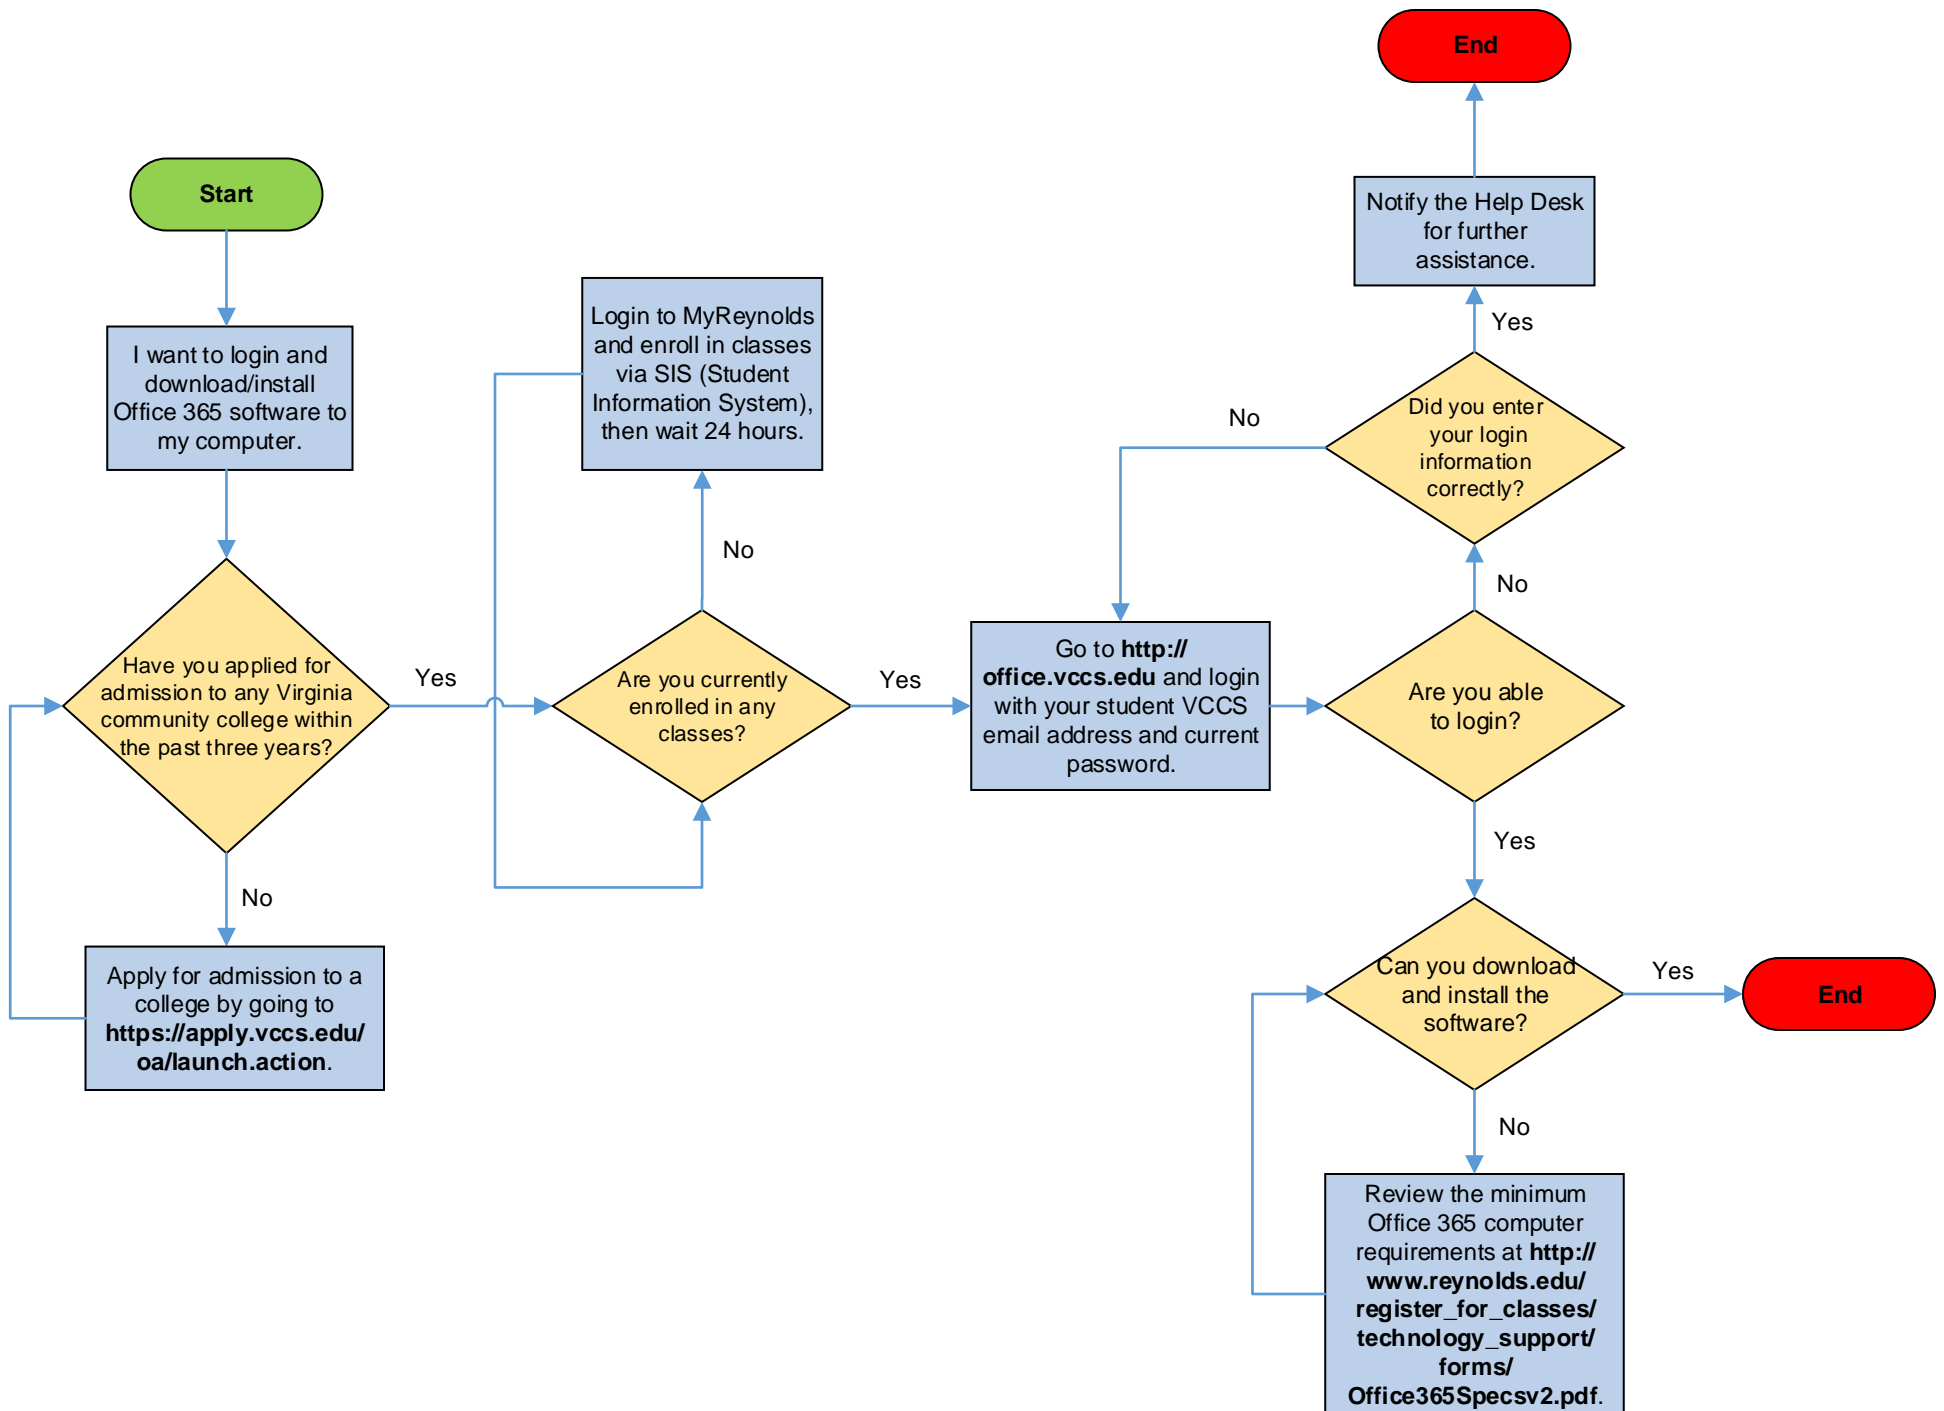 Start
I want to login and
download/install
Office 365 software to
my computer.
Have you applied for
admission to any Virginia
community college within
the past three years?
Yes
No
Apply for admission to a
college by going to
https://apply.vccs.edu/
oa/launch.action.
Login to MyReynolds
and enroll in classes
via SIS (Student
Information System),
then wait 24 hours.
No
Are you currently
enrolled in any
classes?
Yes
Go to http://
office.vccs.edu and login
with your student VCCS
email address and current
password.
End
Notify the Help Desk
for further
assistance.
Yes
Did you enter
your login
information
correctly?
No
No
Are you able
to login?
Yes
Can you download
and install the
software?
Yes
End
No
Review the minimum
Office 365 computer
requirements at http://
www.reynolds.edu/
register_for_classes/
technology_support/
forms/
Office365Specsv2.pdf.